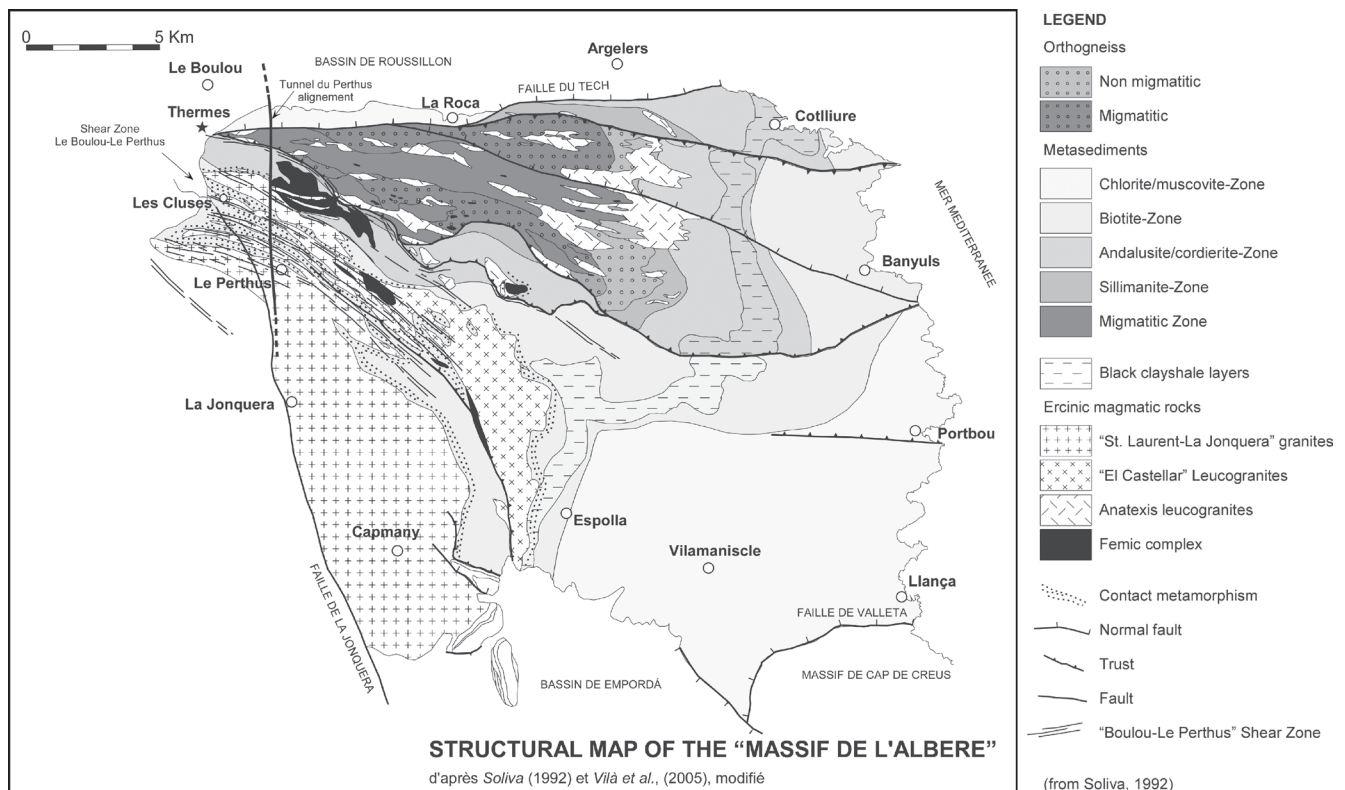 0
5 Km
Argelers
BASSIN DE ROUSSILLON
Le Boulou
Tunnel du Perthus
alignement
FAILLE DU TECH
La Roca
Thermes
Cotlliure
Shear Zone
Le Boulou-Le Perthus
Les Cluses
MER MEDITERRANEE
Banyuls
Le Perthus
La Jonquera
Portbou
Espolla
Capmany
Vilamaniscle
Llança
FAILLE DE LA JONQUERA
FAILLE DE VALLETA
MASSIF DE CAP DE CREUS
BASSIN DE EMPORDÁ
STRUCTURAL MAP OF THE “MASSIF DE L'ALBERE”
d'après Soliva (1992) et Vilà et al., (2005), modifié
LEGEND
Orthogneiss
Non migmatitic
Migmatitic
Metasediments
Chlorite/muscovite-Zone
Biotite-Zone
Andalusite/cordierite-Zone
Sillimanite-Zone
Migmatitic Zone
Black clayshale layers
Ercinic magmatic rocks
“St. Laurent-La Jonquera” granites
“El Castellar” Leucogranites
Anatexis leucogranites
Femic complex
Contact metamorphism
Normal fault
Trust
Fault
“Boulou-Le Perthus” Shear Zone
(from Soliva, 1992)